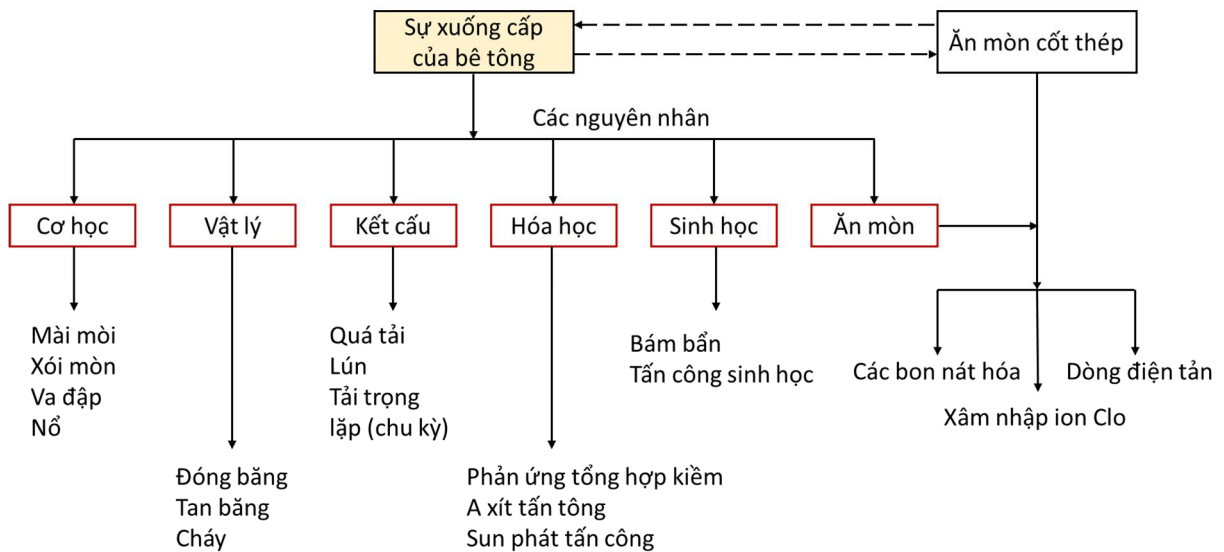 Sự xuống cấp
của bê tông
Ăn mòn cốt thép
Các nguyên nhân
Cơ học
Vật lý
Kết cấu
Hóa học
Sinh học
Ăn mòn
Mài mòi
Xói mòn
Va đập
Nổ
Quá tải
Lún
Tải trọng
lặp (chu kỳ)
Bám bẩn
Tấn công sinh học
Các bon nát hóa
Dòng điện tản
Xâm nhập ion Clo
Đóng băng
Tan băng
Cháy
Phản ứng tổng hợp kiềm
A xít tấn tông
Sun phát tấn công